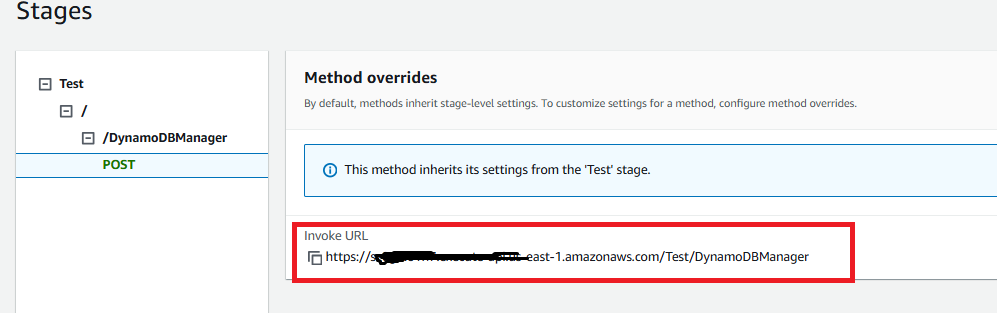 Stages
Test
/
/DynamoDBManager
POST
Method overrides
By default, methods inherit stage-level settings. To customize settings for a method, configure method overrides.
This method inherits its settings from the 'Test' stage.
Invoke URL
https://s east-1.amazonaws.com/Test/DynamoDBManager